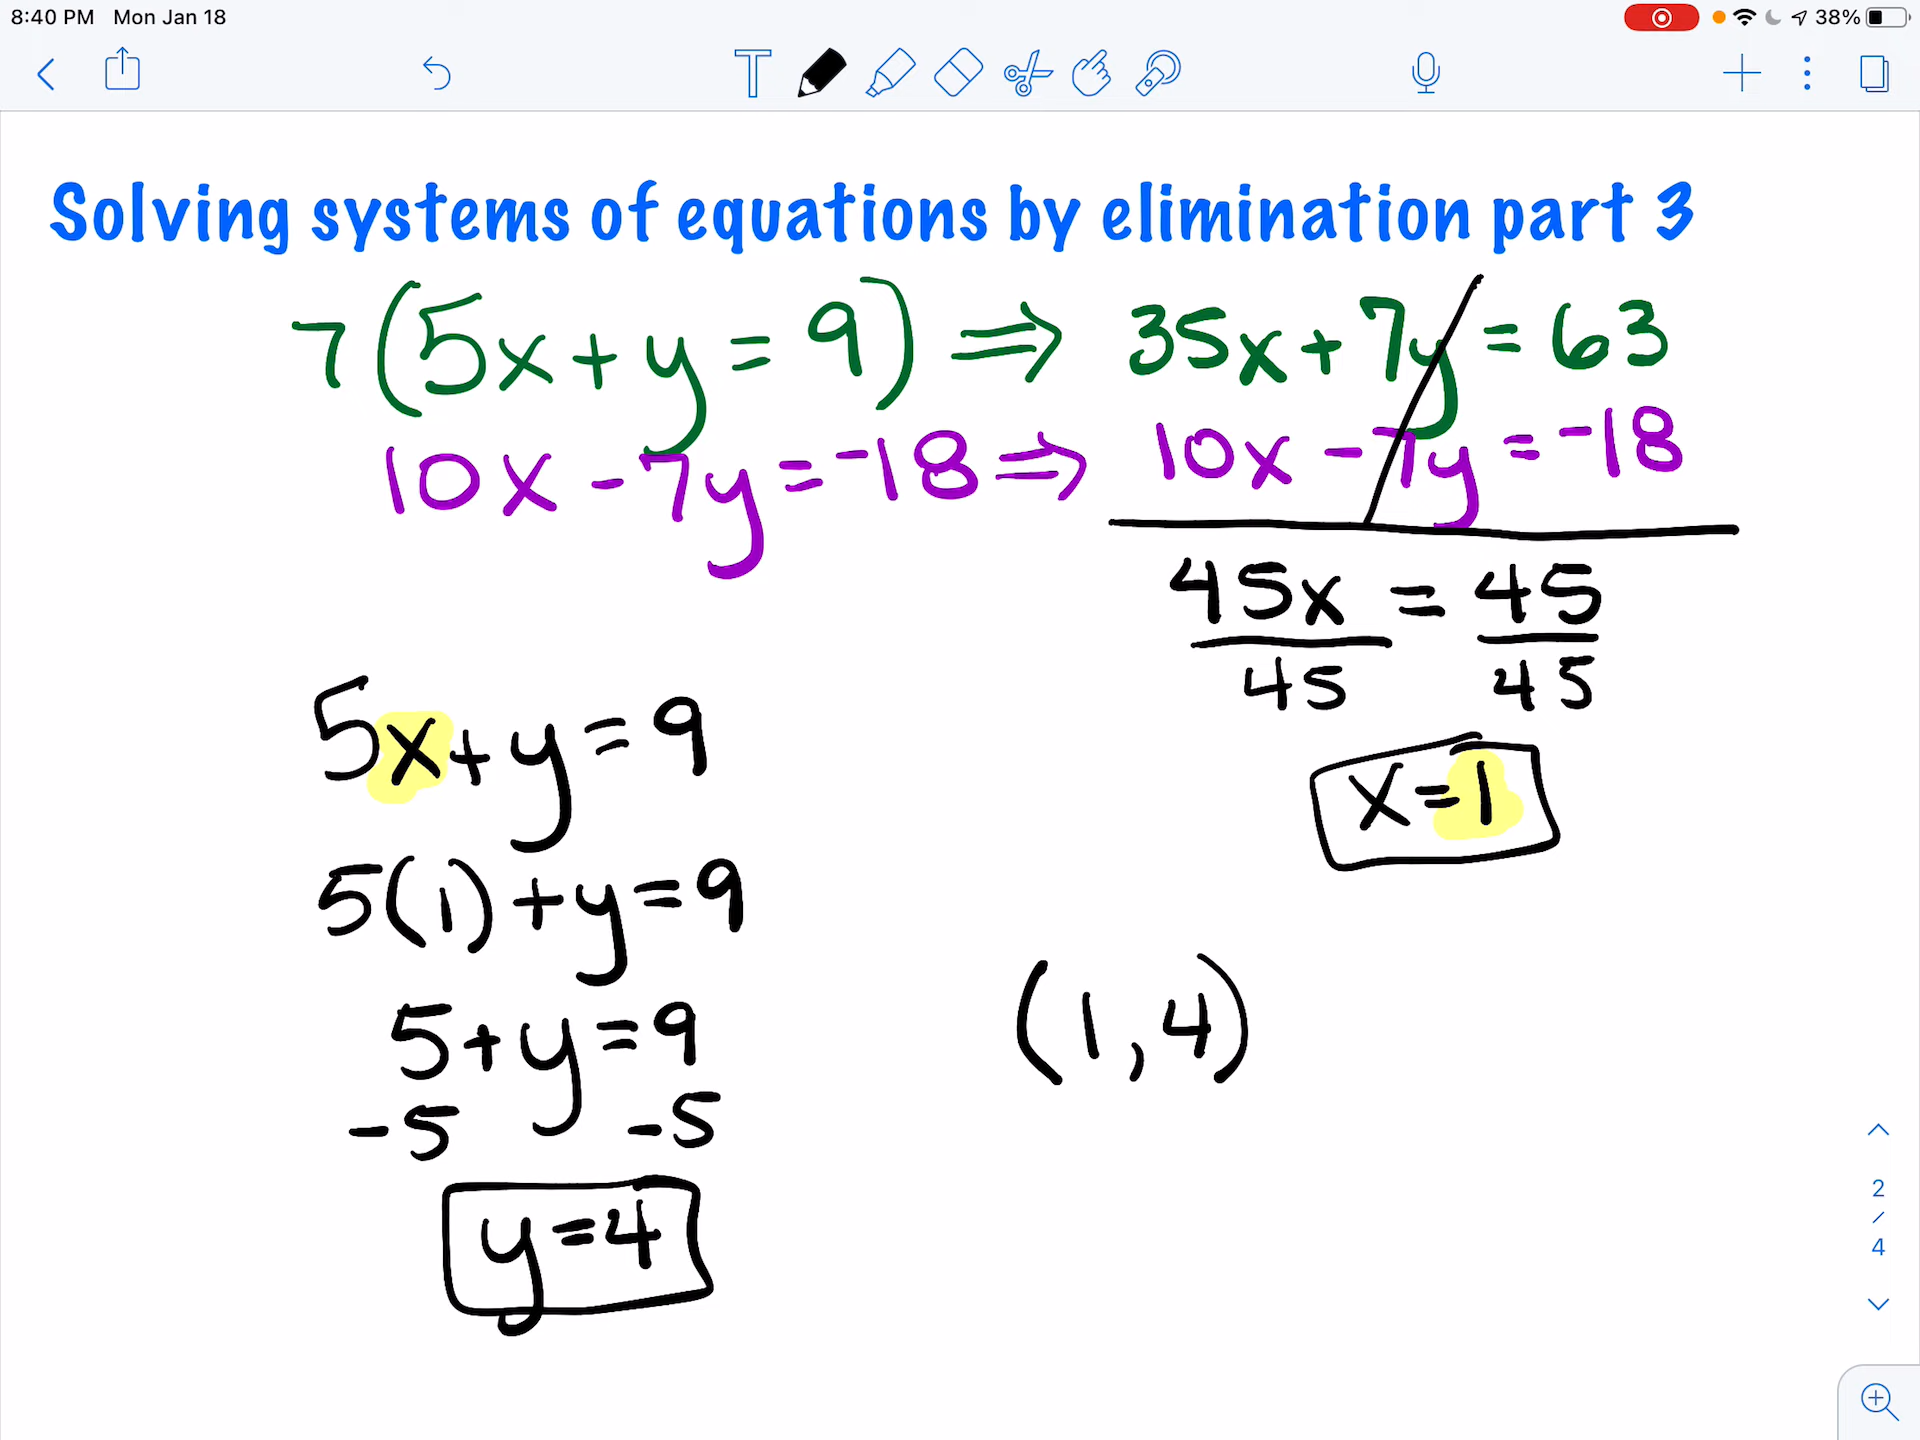 8:40 PM Mon Jan 18
38%
T
Solving systems of equations by elimination part 3
7(5x+y=9) ⇒ 35x+7y=63
10x-7y=-18 ⇒ 10x-7y=-18
45x = 45
45 45
x=1
5x+y=9
5(1)+y=9
5+y=9
-5 -5
y=4
(1,4)
2
/
4